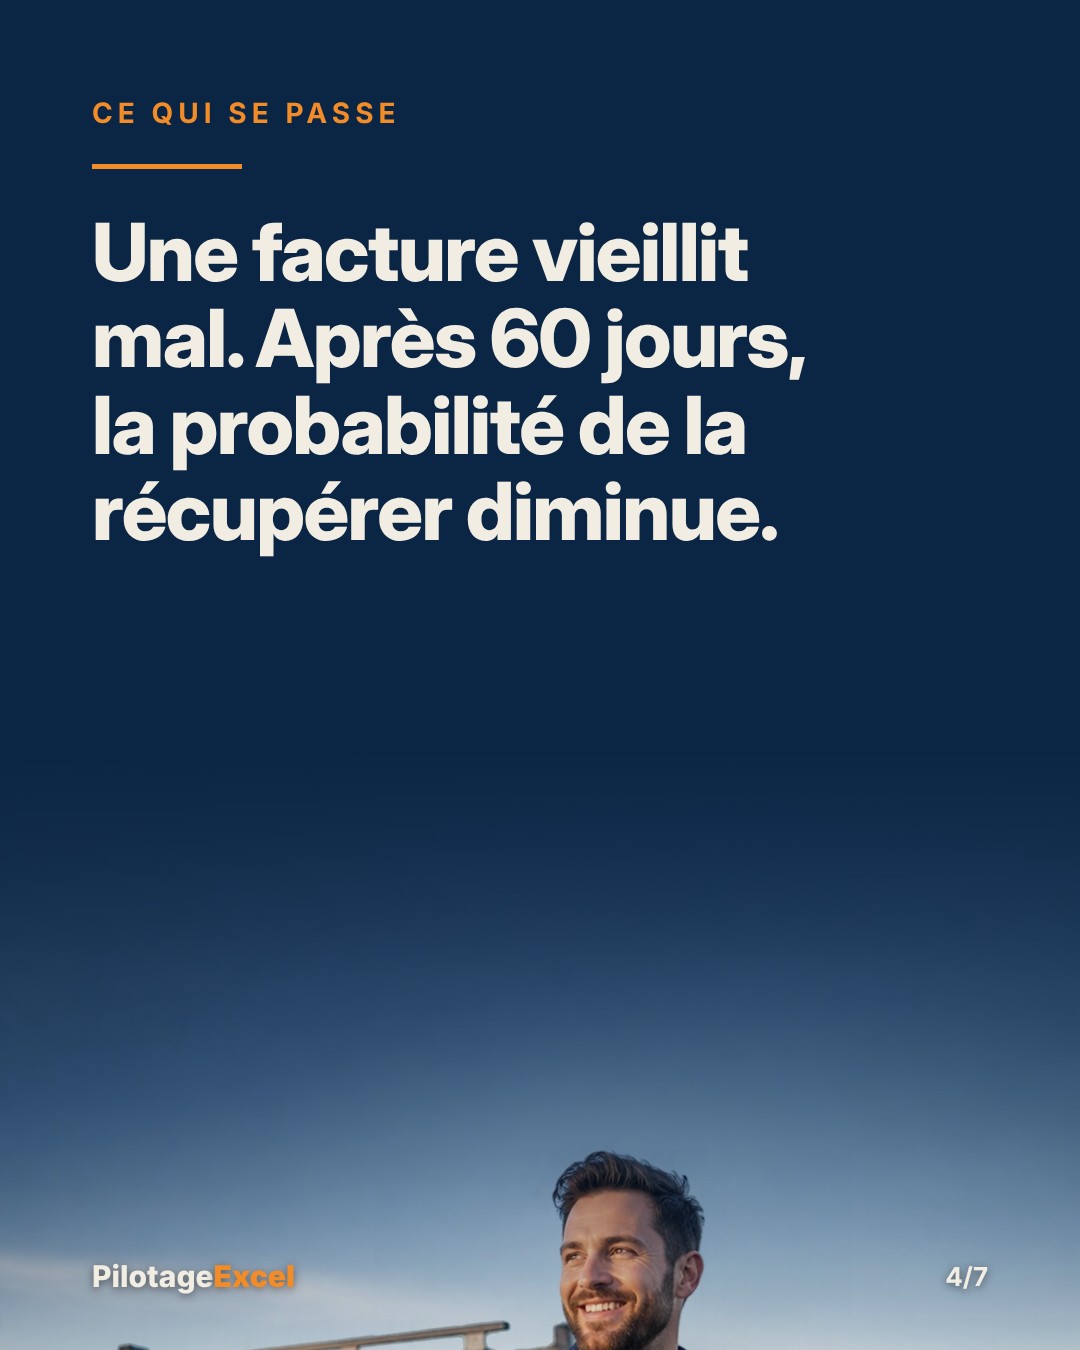 CE QUI SE PASSE
Une facture vieillit
mal. Après 60 jours,
la probabilité de la
récupérer diminue.
PilotageExcel
4/7